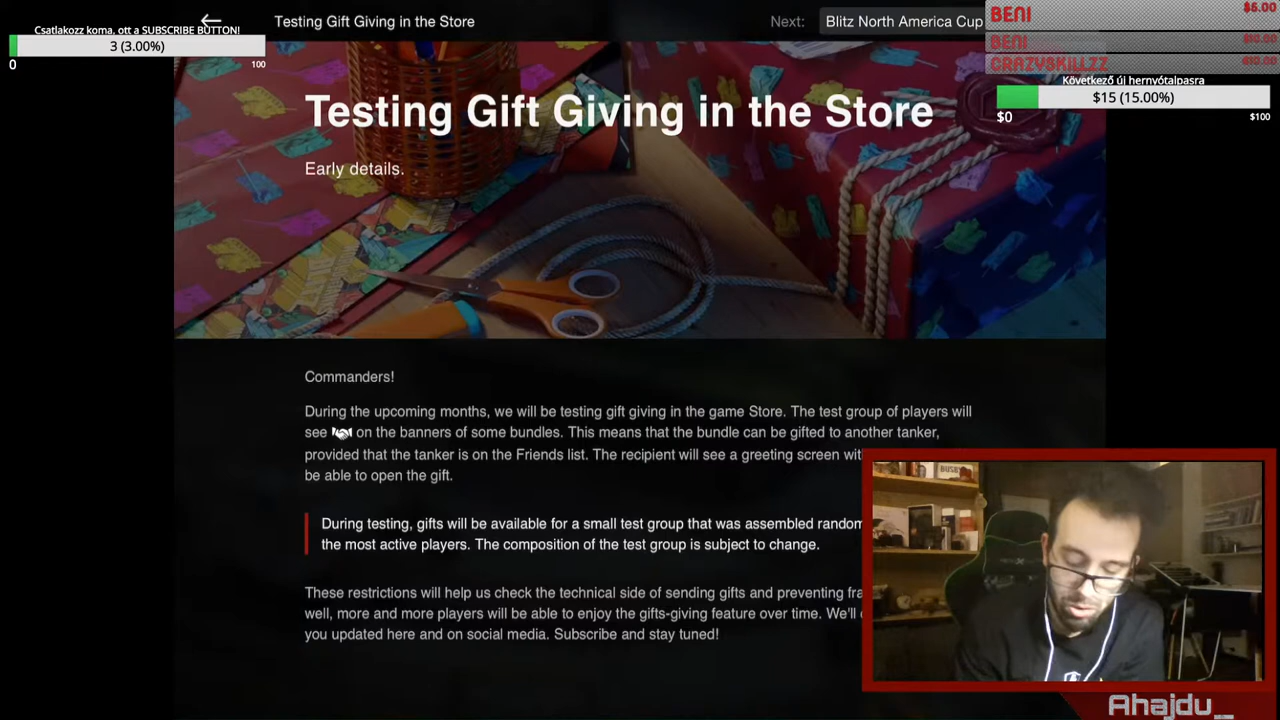 Testing Gift Giving in the Store
Next:
Blitz North America Cup
BENI
$5.00
BENI
$10.00
CRAZYSKILLZZ
$10.00
Csatlakozz koma, ott a SUBSCRIBE BUTTON!
3 (3.00%)
0
100
Következő új hernyótalpasra
$15 (15.00%)
$0
$100
Testing Gift Giving in the Store
Early details.
Commanders!
During the upcoming months, we will be testing gift giving in the game Store. The test group of players will
see on the banners of some bundles. This means that the bundle can be gifted to another tanker,
provided that the tanker is on the Friends list. The recipient will see a greeting screen
be able to open the gift.
During testing, gifts will be available for a small test group that was assembled
the most active players. The composition of the test group is subject to change.
These restrictions will help us check the technical side of sending gifts and preventing
well, more and more players will be able to enjoy the gifts-giving feature over time. We'll
you updated here and on social media. Subscribe and stay tuned!
Ahajdu_